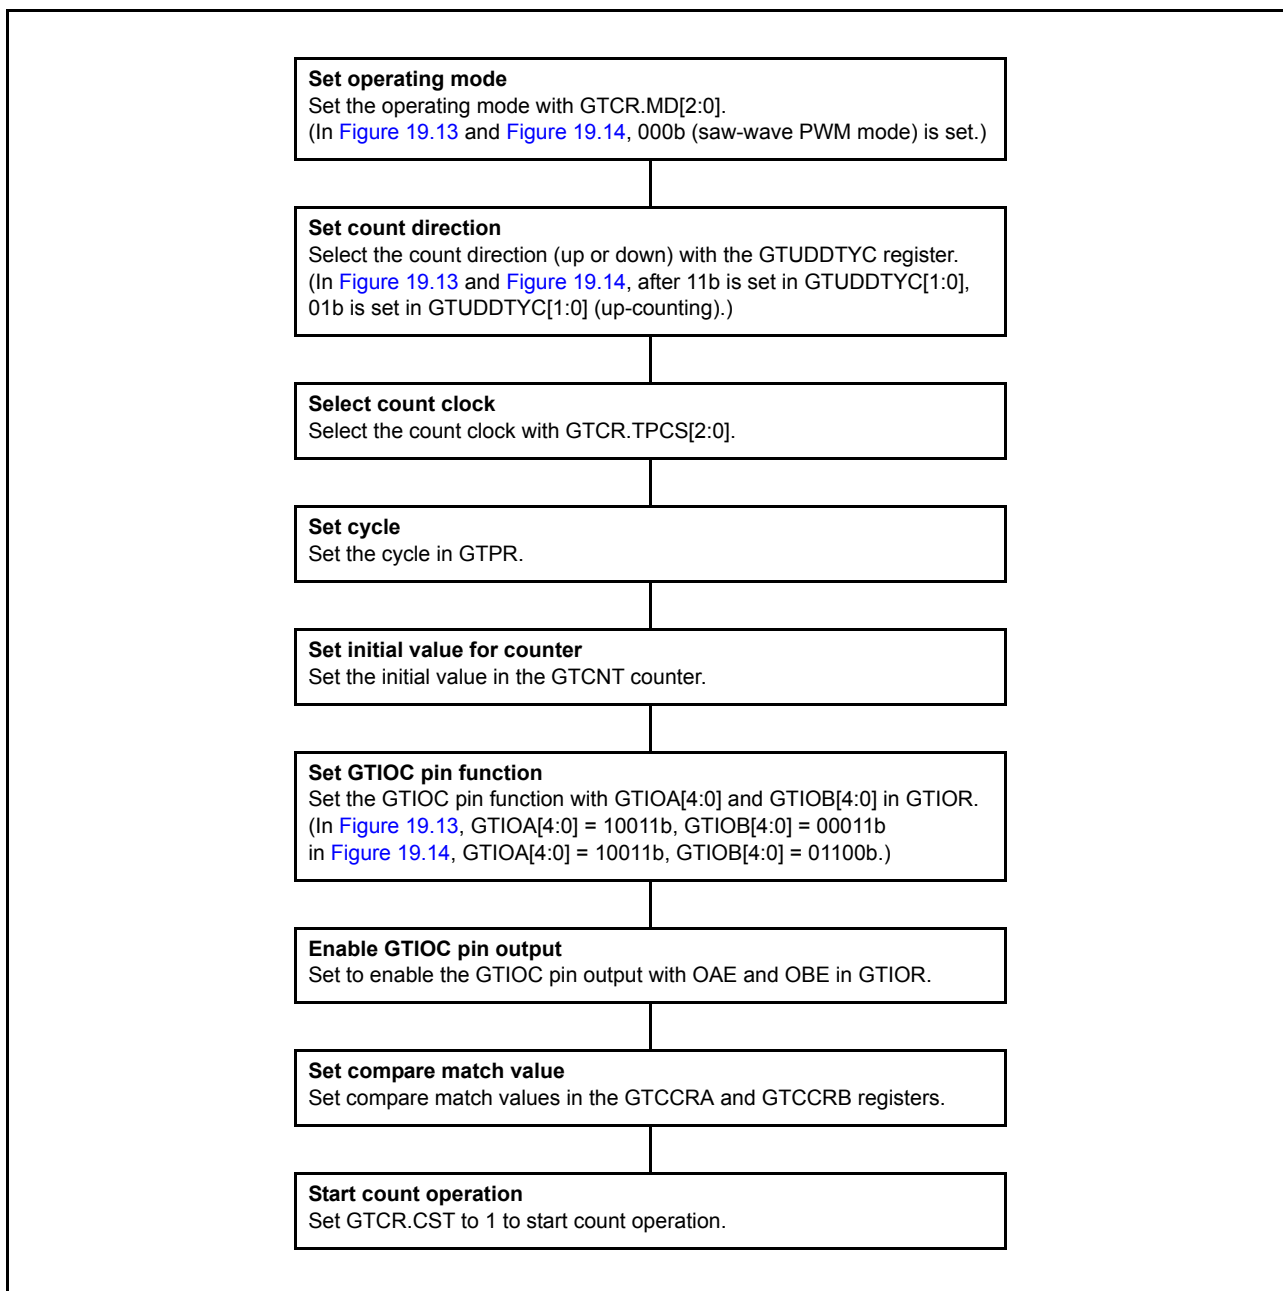 Set operating mode
Set the operating mode with GTCR.MD[2:0].
(In Figure 19.13 and Figure 19.14, 000b (saw-wave PWM mode) is set.)
Set count direction
Select the count direction (up or down) with the GTUDDTYC register.
(In Figure 19.13 and Figure 19.14, after 11b is set in GTUDDTYC[1:0],
01b is set in GTUDDTYC[1:0] (up-counting).)
Select count clock
Select the count clock with GTCR.TPCS[2:0].
Set cycle
Set the cycle in GTPR.
Set initial value for counter
Set the initial value in the GTCNT counter.
Set GTIOC pin function
Set the GTIOC pin function with GTIOA[4:0] and GTIOB[4:0] in GTIOR.
(In Figure 19.13, GTIOA[4:0] = 10011b, GTIOB[4:0] = 00011b
in Figure 19.14, GTIOA[4:0] = 10011b, GTIOB[4:0] = 01100b.)
Enable GTIOC pin output
Set to enable the GTIOC pin output with OAE and OBE in GTIOR.
Set compare match value
Set compare match values in the GTCCRA and GTCCRB registers.
Start count operation
Set GTCR.CST to 1 to start count operation.